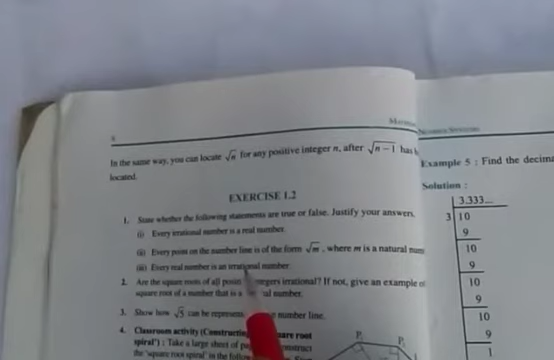 8
In the same way, you can locate √n for any positive integer n, after √n – 1 has
located.
EXERCISE 1.2
1. State whether the following statements are true or false. Justify your answers.
(i) Every irrational number is a real number.
(ii) Every point on the number line is of the form √m, where m is a natural
(iii) Every real number is an irrational number.
2. Are the square roots of all integers irrational? If not, give an example of
square root of a number that is a number.
3. Show how √5 can be number line.
4. Classroom activity root
spiral') : Take a large sheet of construct
the 'square root spiral' in the
P
P
NUMBER SYSTEMS
Example 5 : Find the
Solution :
3.333...
3 10
9
10
9
10
9
10
9
1